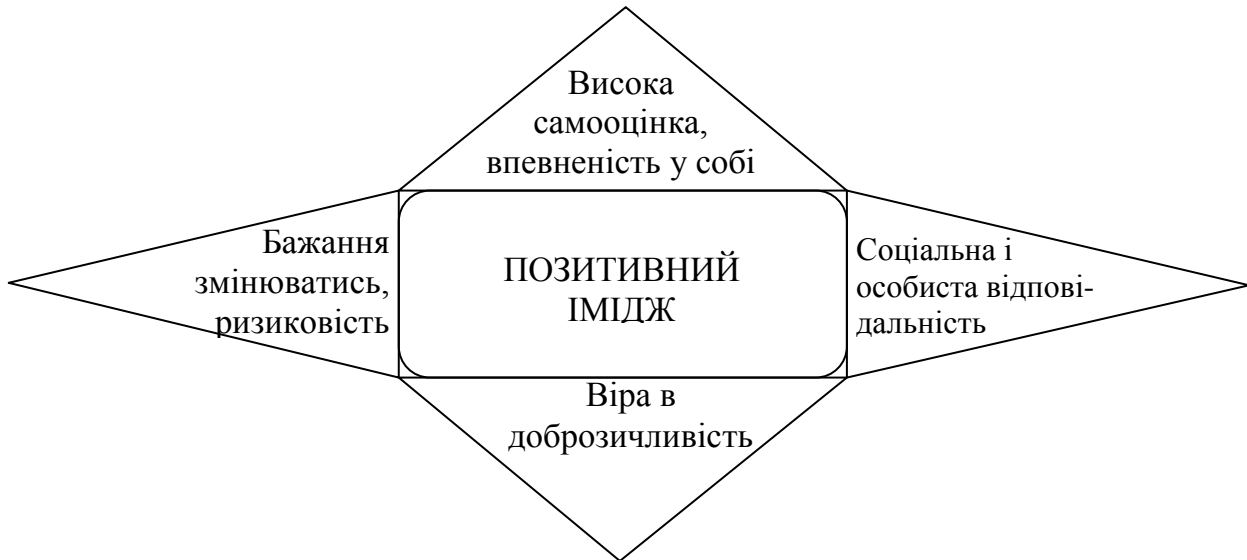 Висока
самооцінка,
впевненість у собі
Бажання
змінюватись,
ризиковість
ПОЗИТИВНИЙ
ІМІДЖ
Соціальна і
особиста відпові-
дальність
Віра в
доброзичливість